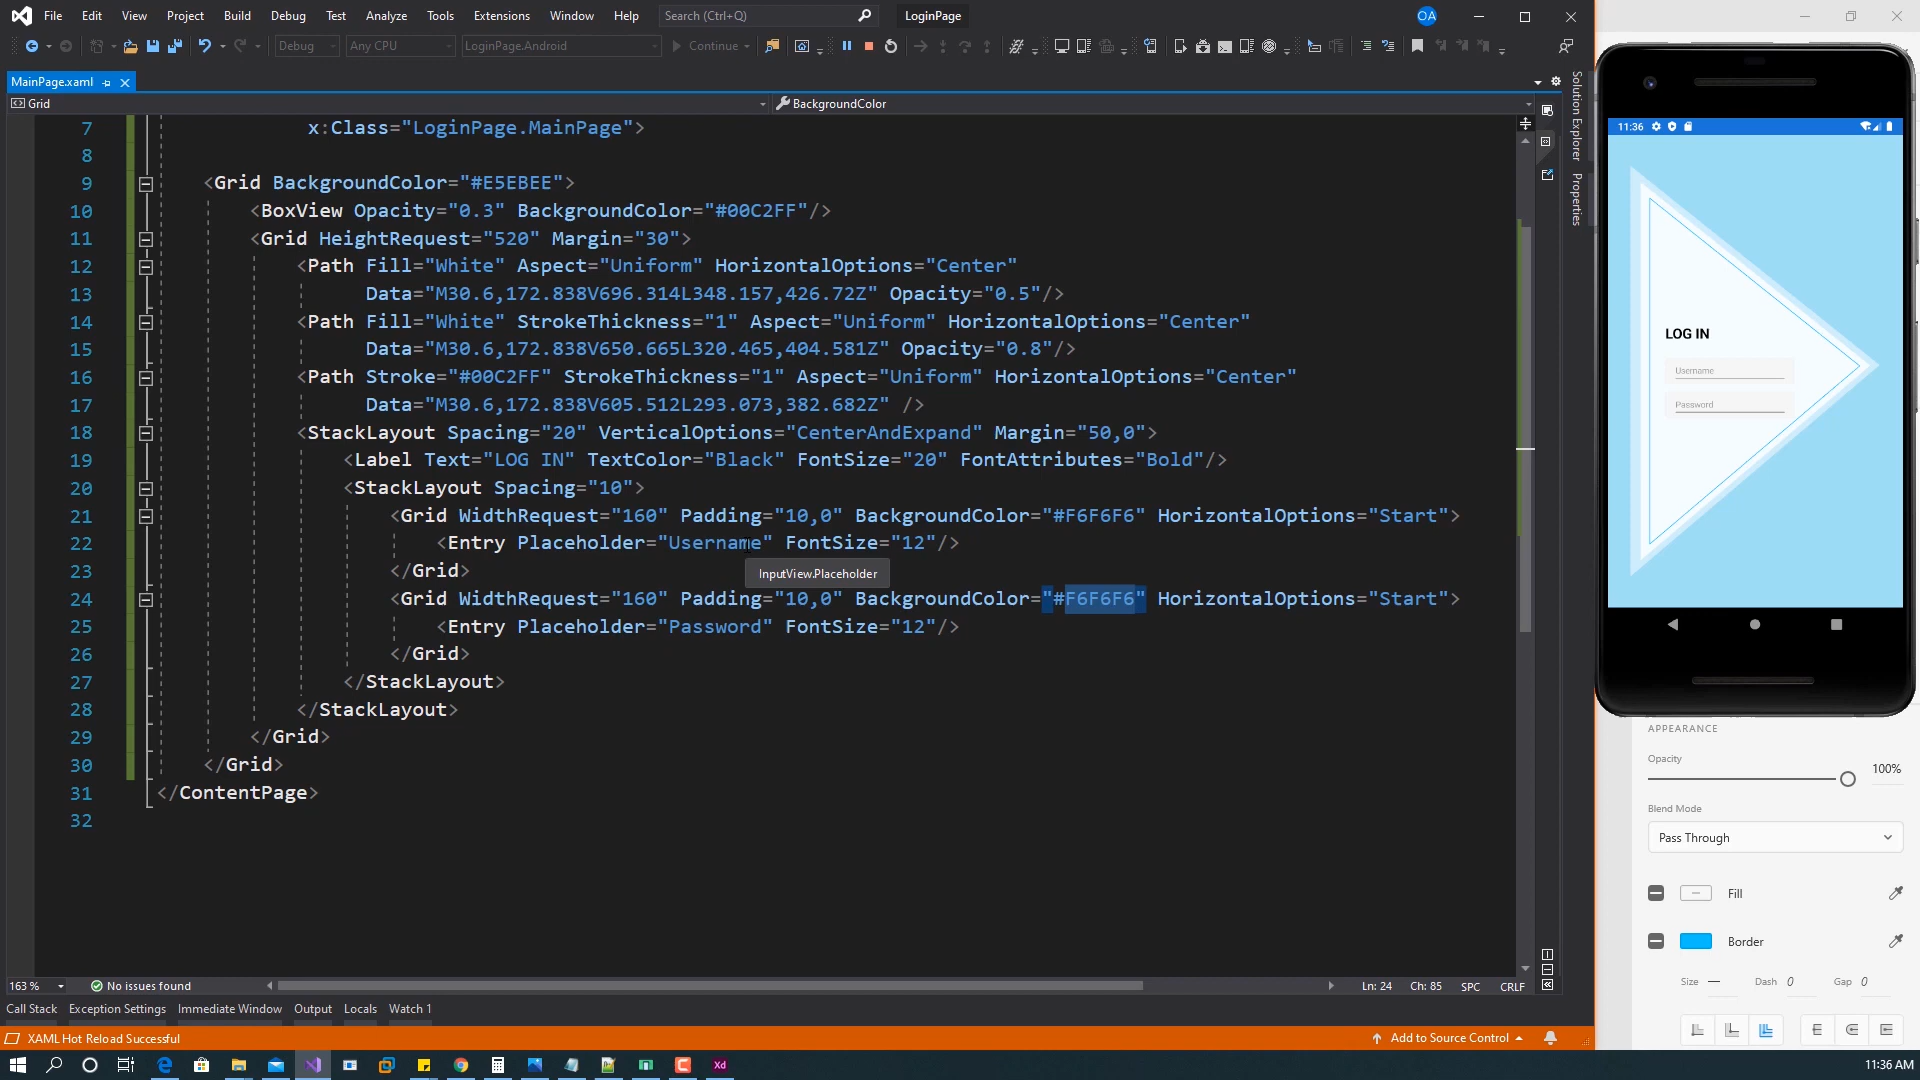 File Edit View Project Build Debug Test Analyze Tools Extensions Window Help Search (Ctrl+Q) LoginPage OA
Debug Any CPU LoginPage.Android Continue
MainPage.xaml
Grid BackgroundColor
7 x:Class="LoginPage.MainPage">
8
9 <Grid BackgroundColor="#E5EBEE">
10 <BoxView Opacity="0.3" BackgroundColor="#00C2FF"/>
11 <Grid HeightRequest="520" Margin="30">
12 <Path Fill="White" Aspect="Uniform" HorizontalOptions="Center"
13 Data="M30.6,172.838V696.314L348.157,426.72Z" Opacity="0.5"/>
14 <Path Fill="White" StrokeThickness="1" Aspect="Uniform" HorizontalOptions="Center"
15 Data="M30.6,172.838V650.665L320.465,404.581Z" Opacity="0.8"/>
16 <Path Stroke="#00C2FF" StrokeThickness="1" Aspect="Uniform" HorizontalOptions="Center"
17 Data="M30.6,172.838V605.512L293.073,382.682Z" />
18 <StackLayout Spacing="20" VerticalOptions="CenterAndExpand" Margin="50,0">
19 <Label Text="LOG IN" TextColor="Black" FontSize="20" FontAttributes="Bold"/>
20 <StackLayout Spacing="10">
21 <Grid WidthRequest="160" Padding="10,0" BackgroundColor="#F6F6F6" HorizontalOptions="Start">
22 <Entry Placeholder="Username" FontSize="12"/>
23 </Grid>
InputView.Placeholder
24 <Grid WidthRequest="160" Padding="10,0" BackgroundColor="#F6F6F6" HorizontalOptions="Start">
25 <Entry Placeholder="Password" FontSize="12"/>
26 </Grid>
27 </StackLayout>
28 </StackLayout>
29 </Grid>
30 </Grid>
31 </ContentPage>
32
163 % No issues found Ln: 24 Ch: 85 SPC CRLF
Call Stack Exception Settings Immediate Window Output Locals Watch 1
XAML Hot Reload Successful Add to Source Control
Solution Explorer
Properties
11:36
LOG IN
Username
Password
APPEARANCE
Opacity
100%
Blend Mode
Pass Through
Fill
Border
Size Dash 0 Gap 0
Xd
11:36 AM